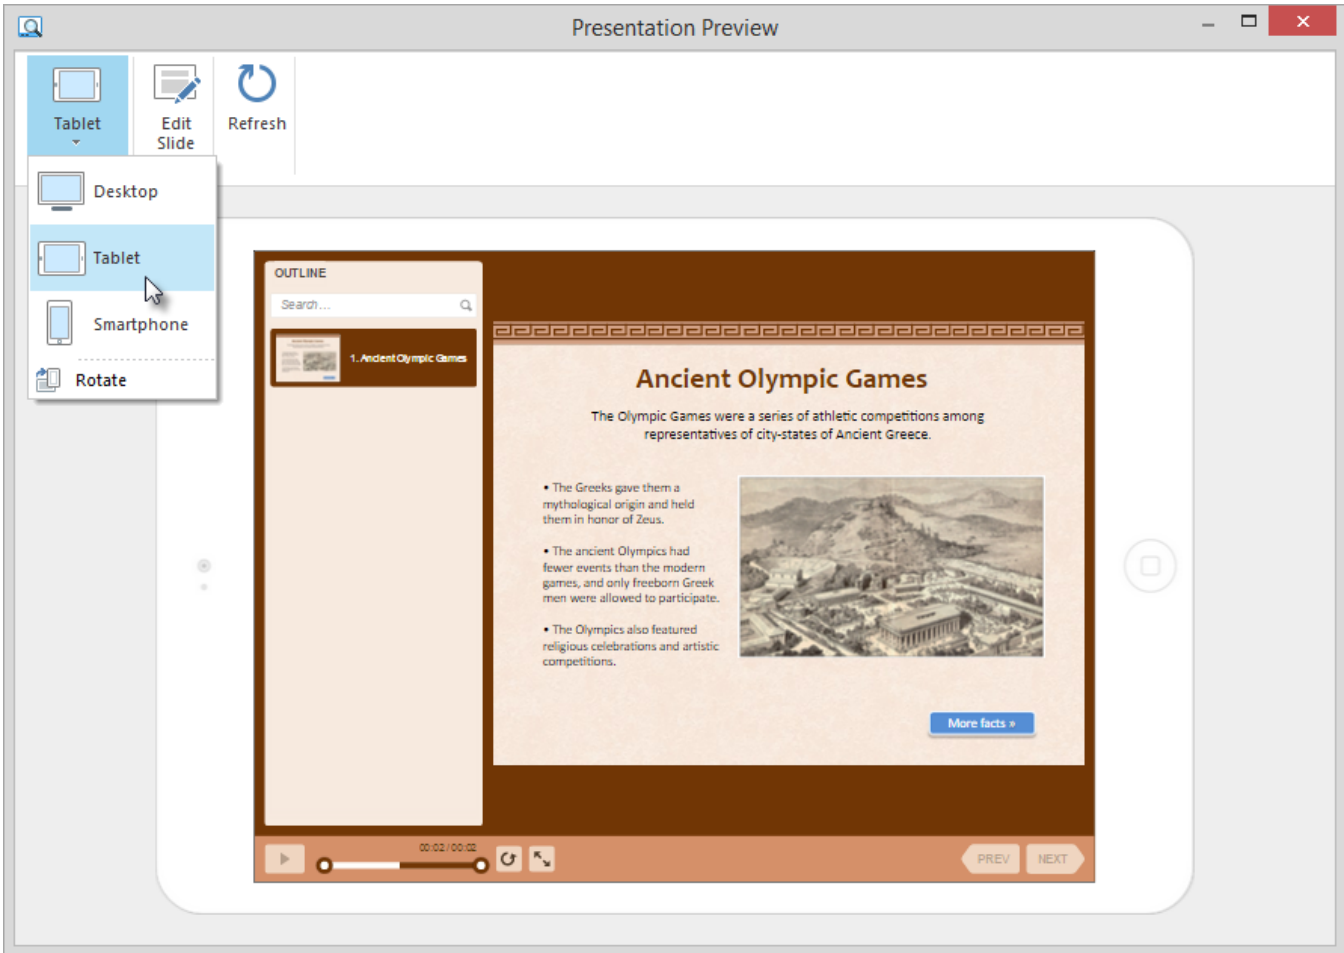 Presentation Preview
Tablet
Edit
Slide
Refresh
Desktop
Tablet
Smartphone
Rotate
OUTLINE
Search...
1. Ancient Olympic Games
Ancient Olympic Games
The Olympic Games were a series of athletic competitions among
representatives of city-states of Ancient Greece.
• The Greeks gave them a
mythological origin and held
them in honor of Zeus.
• The ancient Olympics had
fewer events than the modern
games, and only freeborn Greek
men were allowed to participate.
• The Olympics also featured
religious celebrations and artistic
competitions.
More facts »
00:02 / 00:02
PREV
NEXT